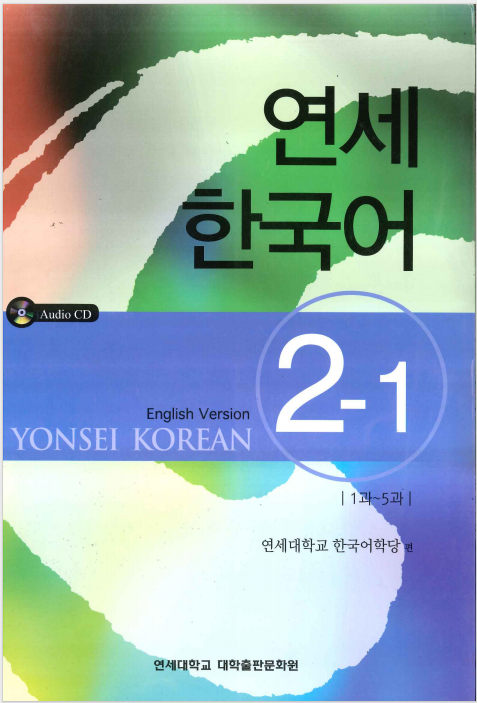 연세
한국어
Audio CD
2-1
English Version
YONSEI KOREAN
| 1과~5과 |
연세대학교 한국어학당 편
연세대학교 대학출판문화원